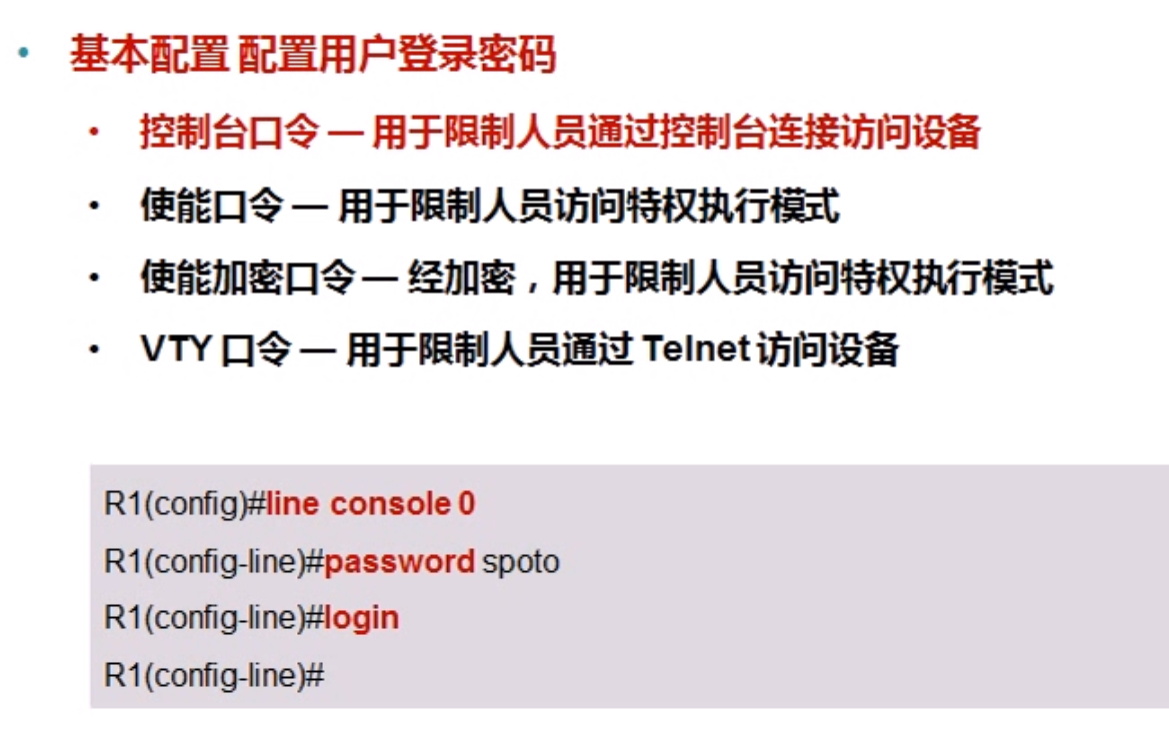 基本配置 配置用户登录密码
控制台口令 — 用于限制人员通过控制台连接访问设备
使能口令 — 用于限制人员访问特权执行模式
使能加密口令 — 经加密，用于限制人员访问特权执行模式
VTY 口令 — 用于限制人员通过 Telnet 访问设备
R1(config)#line console 0
R1(config-line)#password spoto
R1(config-line)#login
R1(config-line)#